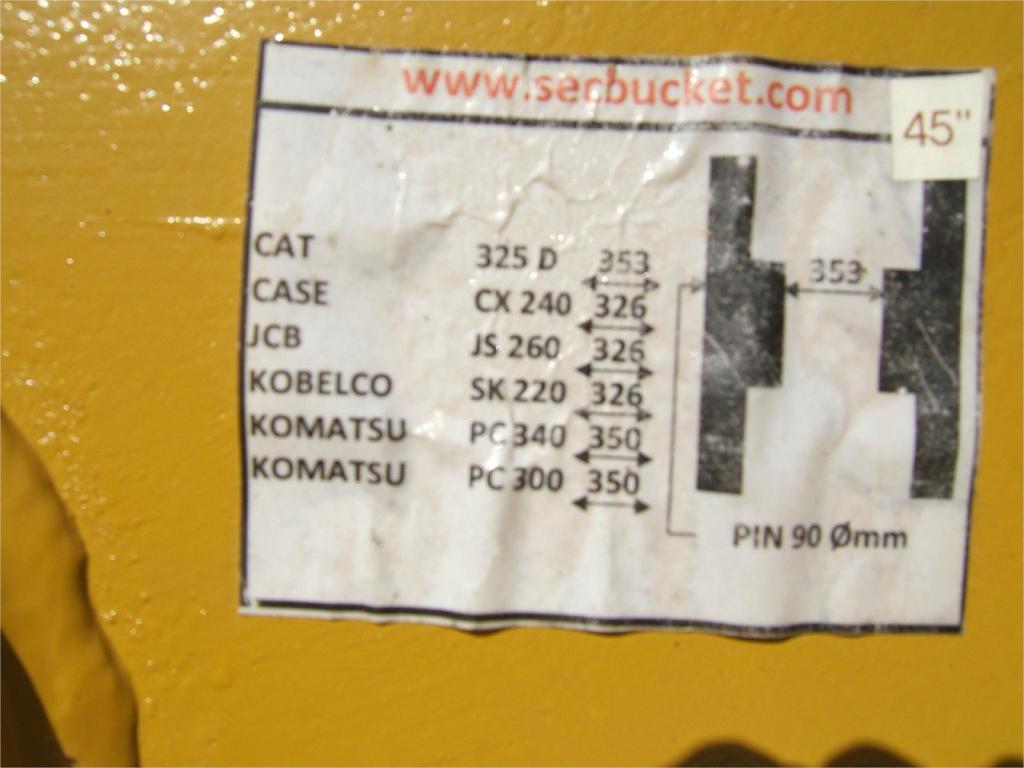 www.secbucket.com
45"
CAT 325 D 353
CASE CX 240 326
JCB JS 260 326
KOBELCO SK 220 326
KOMATSU PC 340 350
KOMATSU PC 300 350
353
PIN 90 Ømm